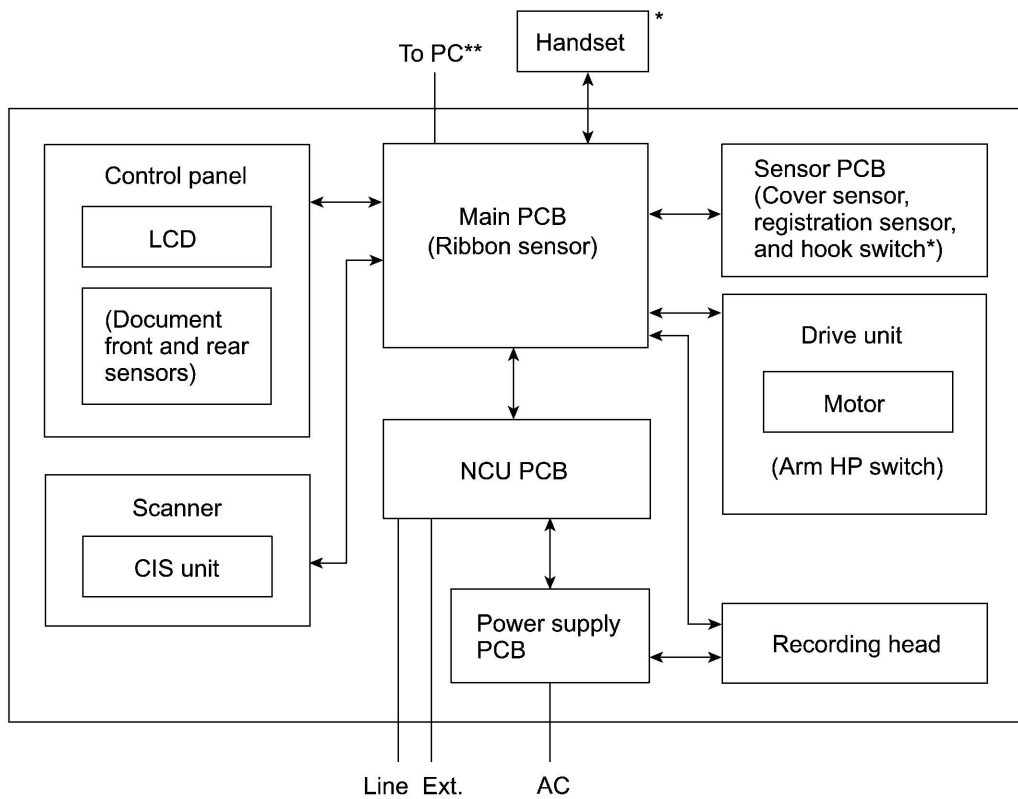 Handset
*
To PC**
Control panel
LCD
(Document
front and rear
sensors)
Main PCB
(Ribbon sensor)
Sensor PCB
(Cover sensor,
registration sensor,
and hook switch*)
Drive unit
Motor
(Arm HP switch)
NCU PCB
Scanner
CIS unit
Power supply
PCB
Recording head
Line
Ext.
AC